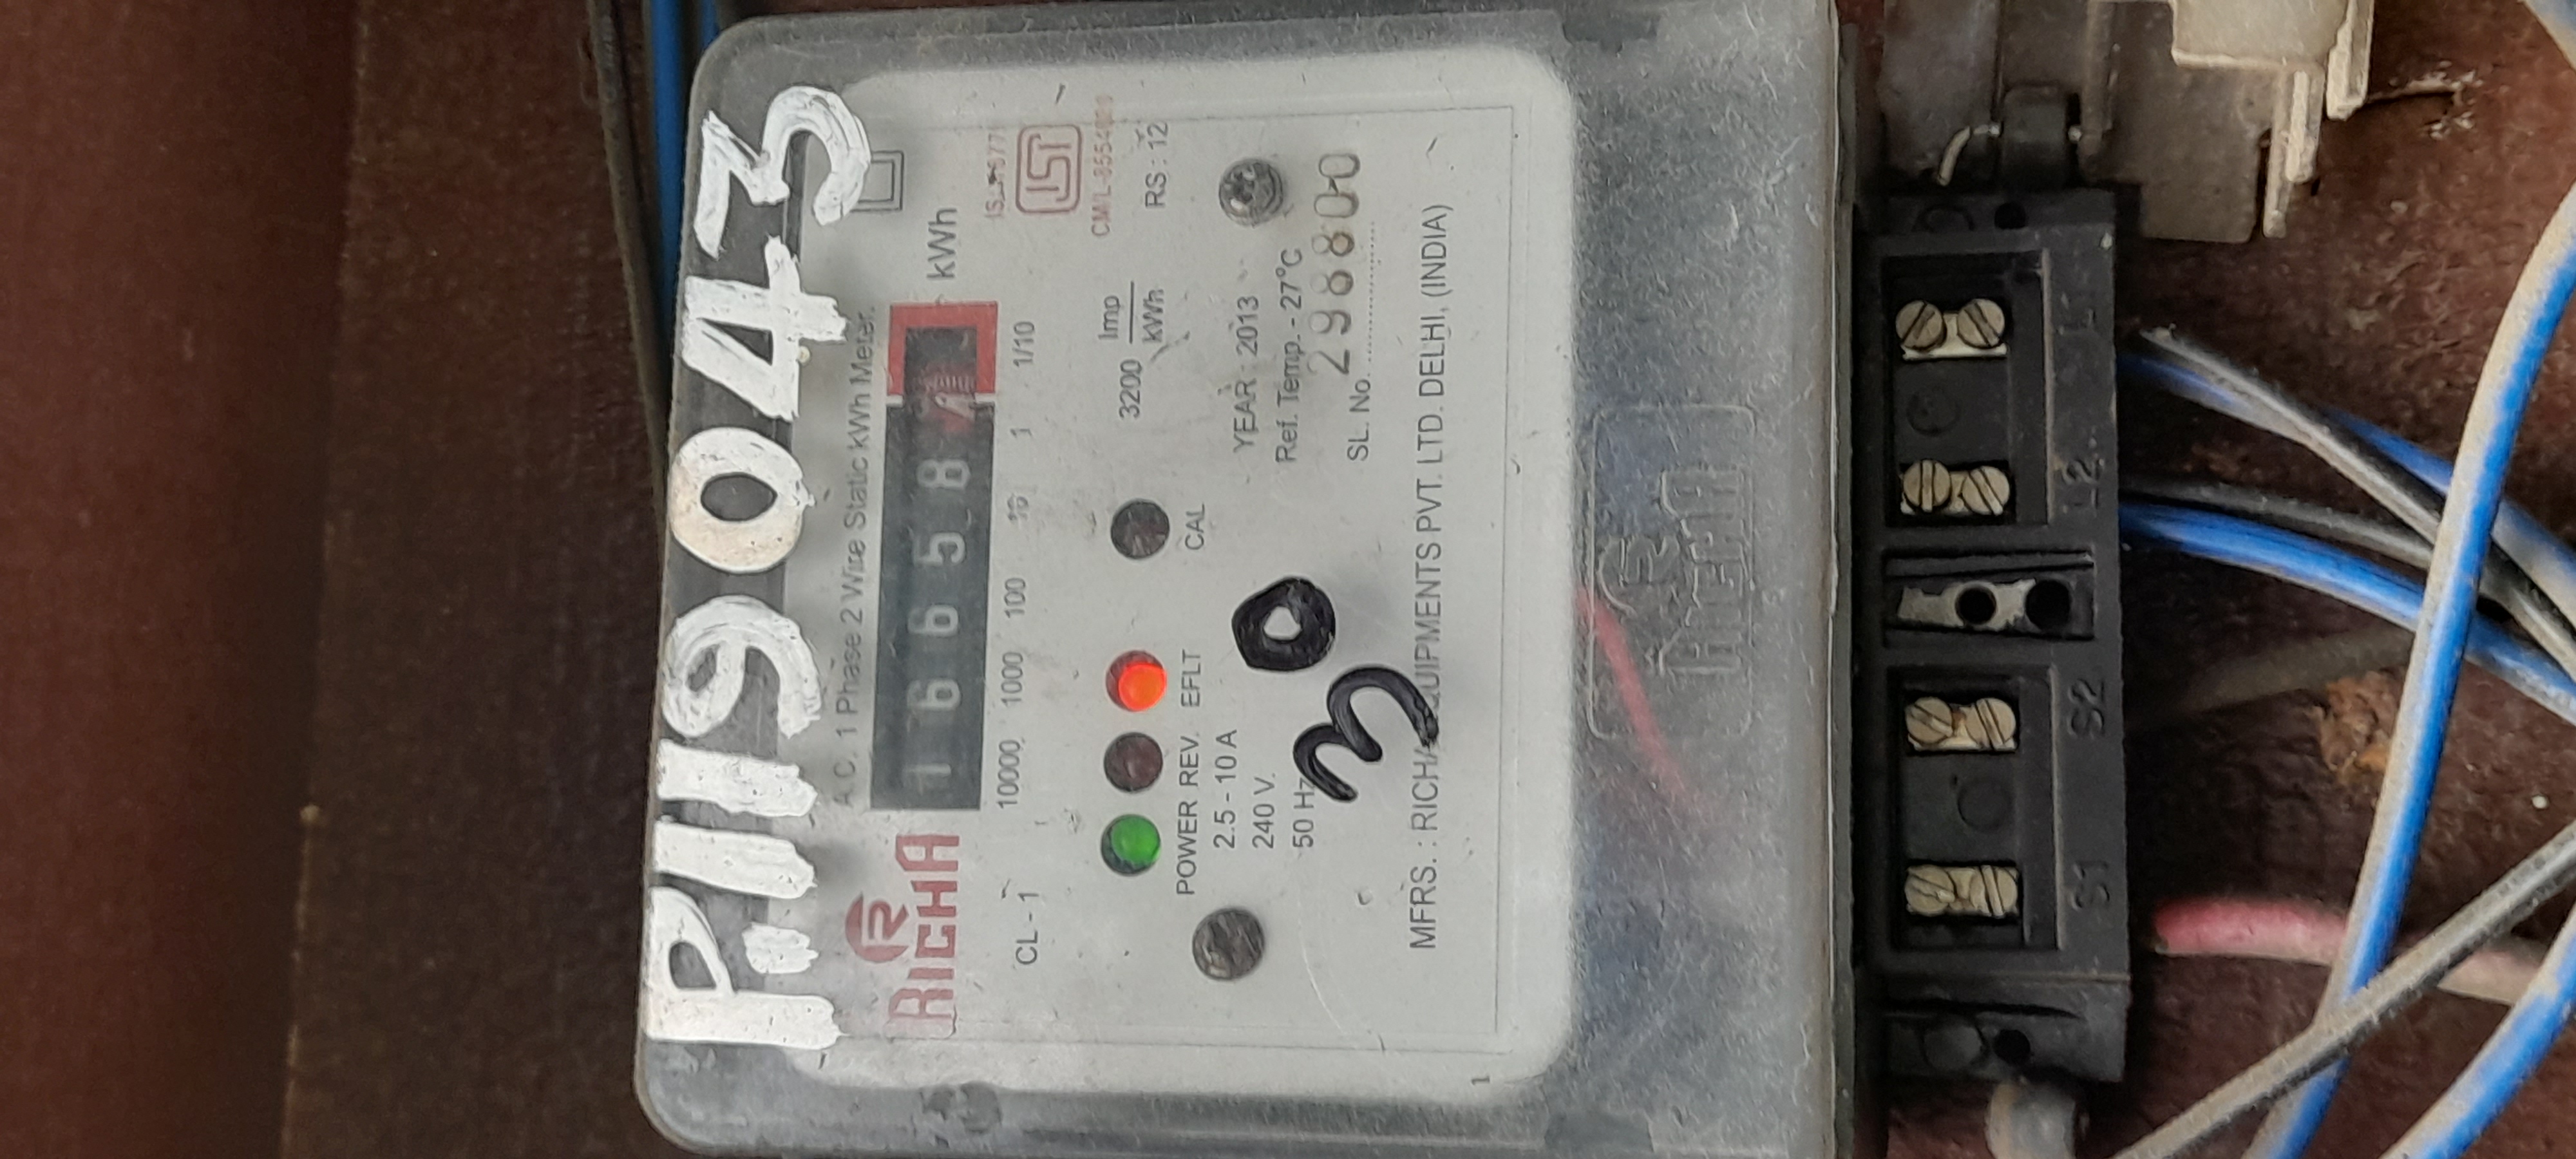 P.119043
A.C. 1 Phase 2 Wire Static kWh Meter
RICHA
1 6 6 5 8
kWh
CL - 1
10000 1000 100 10 1 1/10
ISI
RS : 12
3200 Imp
kWh
POWER REV. EFLT CAL
2.5 - 10 A
240 V.
50 Hz
YEAR : 2013
Ref. Temp. - 27°C
298800
SL. No.
30
MFRS. : RICHA EQUIPMENTS PVT. LTD. DELHI, (INDIA)
RICHA
S1 S2 L2 L1